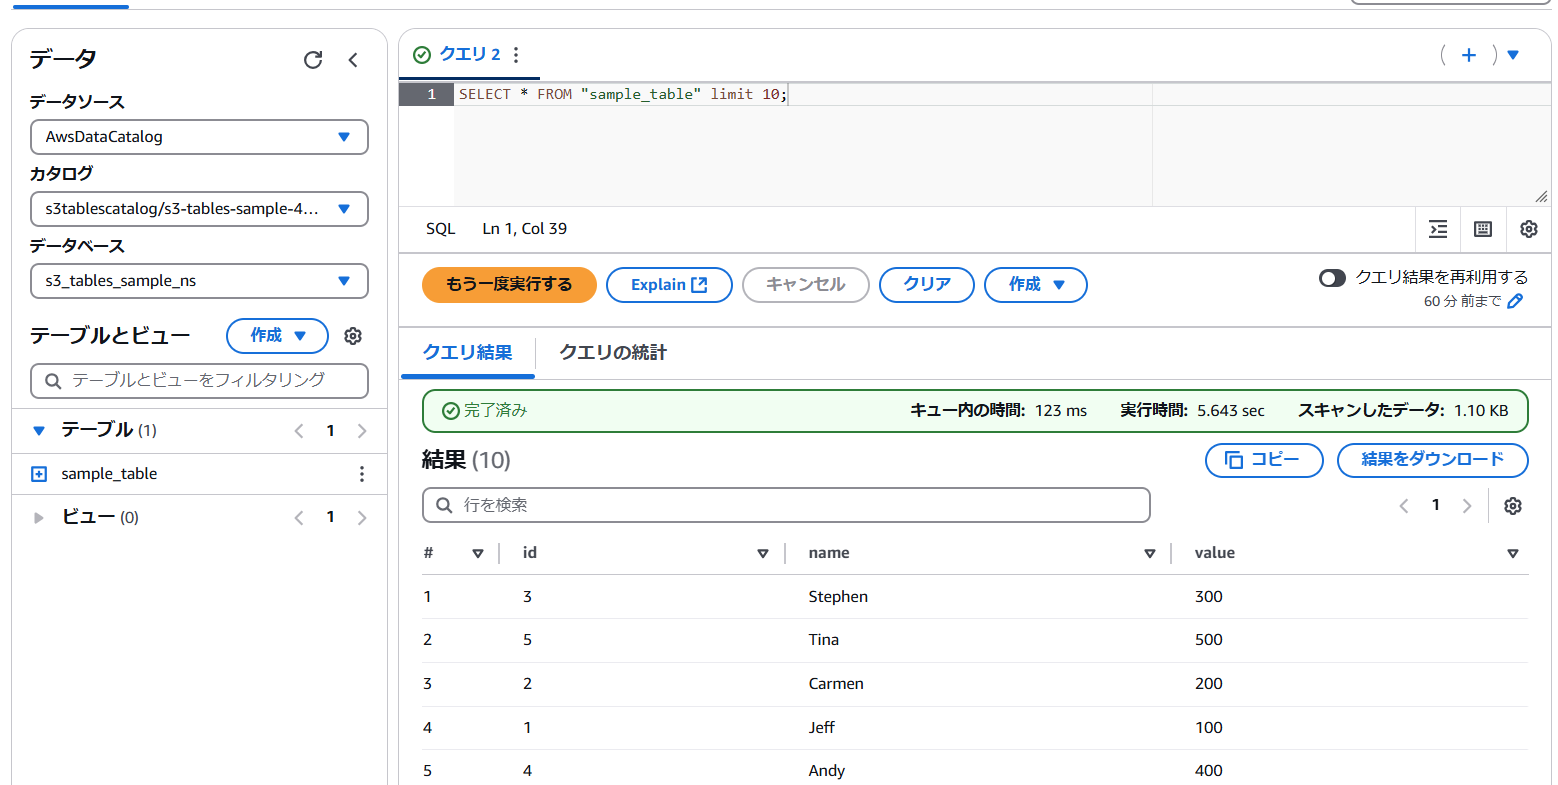 データ
データソース
AwsDataCatalog
カタログ
s3tablescatalog/s3-tables-sample-4...
データベース
s3_tables_sample_ns
テーブルとビュー 作成
テーブルとビューをフィルタリング
テーブル (1) 1
sample_table
ビュー (0) 1
クエリ 2
1 SELECT * FROM "sample_table" limit 10;
SQL Ln 1, Col 39
もう一度実行する Explain キャンセル クリア 作成 クエリ結果を再利用する
60 分 前まで
クエリ結果 クエリの統計
完了済み キュー内の時間: 123 ms 実行時間: 5.643 sec スキャンしたデータ: 1.10 KB
結果 (10) コピー 結果をダウンロード
行を検索 1
# id name value
1 3 Stephen 300
2 5 Tina 500
3 2 Carmen 200
4 1 Jeff 100
5 4 Andy 400